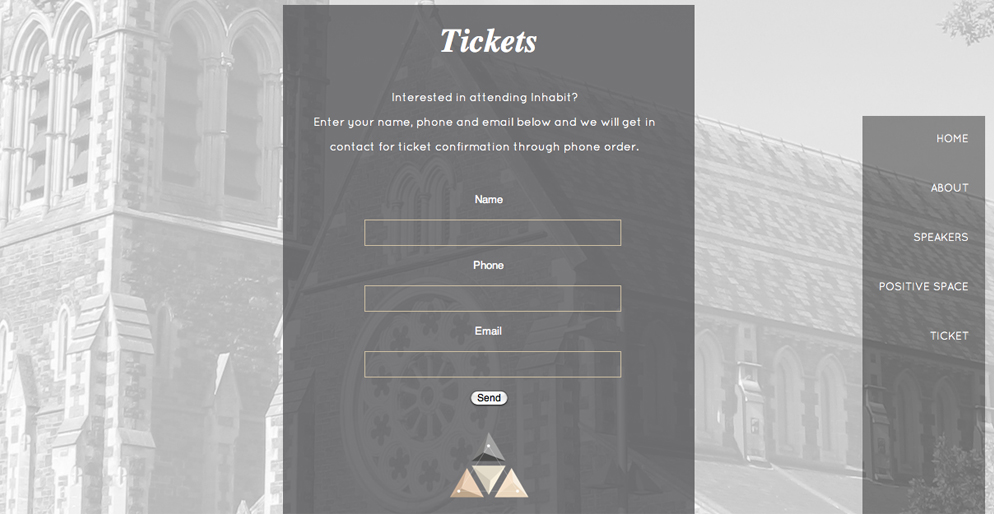 Tickets
Interested in attending Inhabit?
Enter your name, phone and email below and we will get in
contact for ticket confirmation through phone order.
Name
Phone
Email
Send
HOME
ABOUT
SPEAKERS
POSITIVE SPACE
TICKET